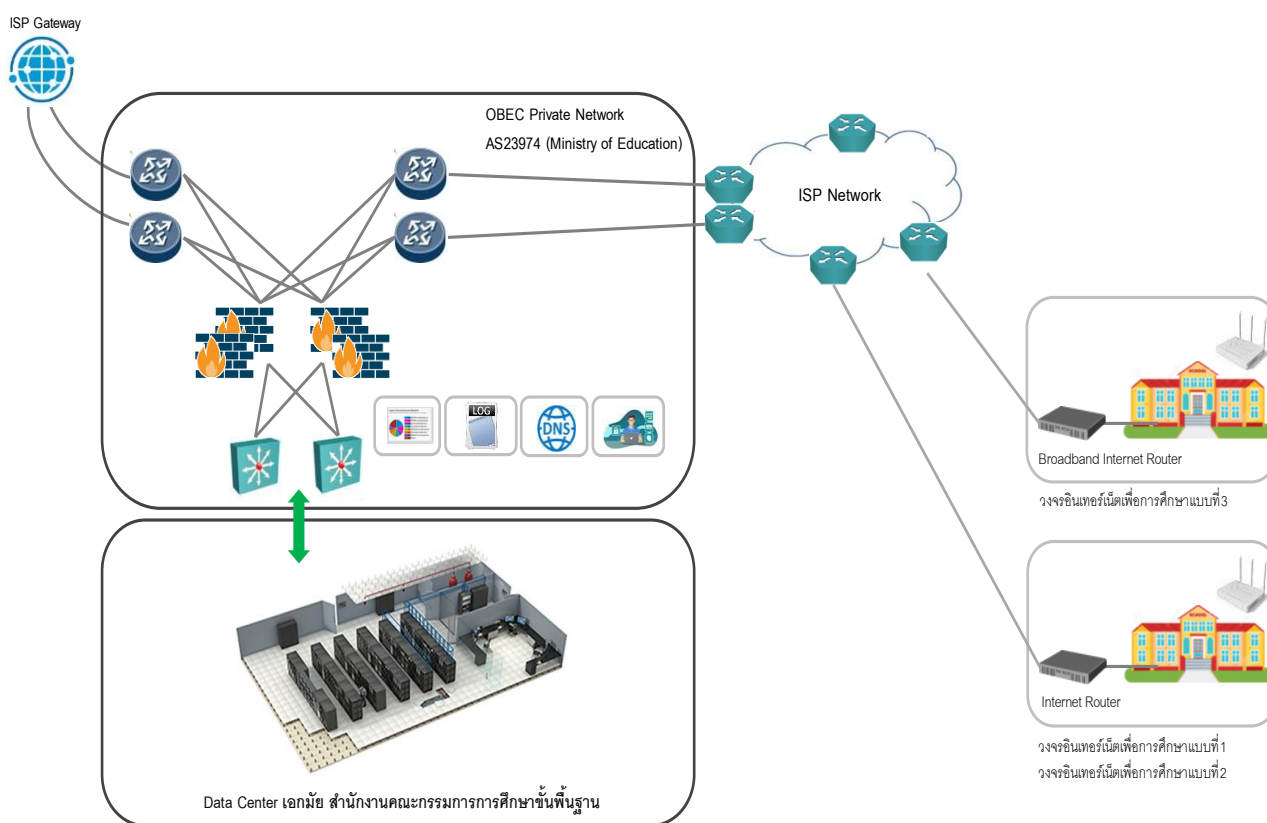 ISP Gateway
OBEC Private Network
AS23974 (Ministry of Education)
ISP Network
LOG
DNS
SCHOOL
Broadband Internet Router
วงจรอินเทอร์เน็ตเพื่อการศึกษาแบบที่3
SCHOOL
Internet Router
วงจรอินเทอร์เน็ตเพื่อการศึกษาแบบที่1
วงจรอินเทอร์เน็ตเพื่อการศึกษาแบบที่2
Data Center เอกมัย สำนักงานคณะกรรมการการศึกษาขั้นพื้นฐาน